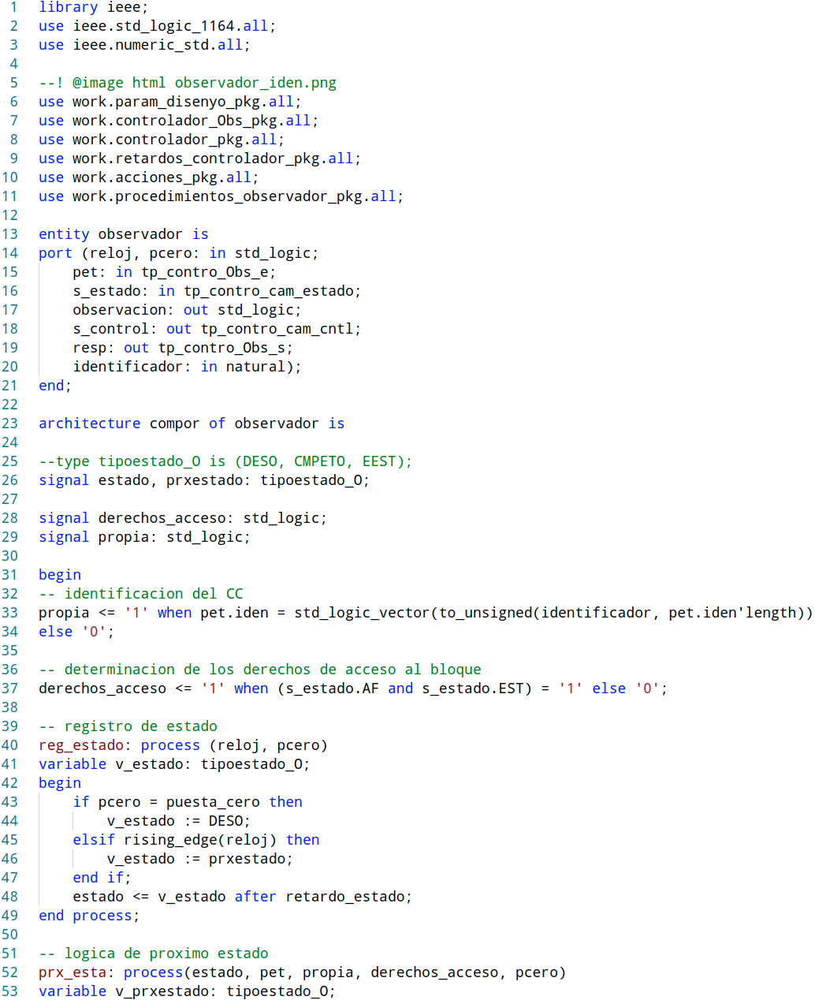 1 library ieee;
2 use ieee.std_logic_1164.all;
3 use ieee.numeric_std.all;
4
5 --! @image html observador_iden.png
6 use work.param_disenyo_pkg.all;
7 use work.controlador_Obs_pkg.all;
8 use work.controlador_pkg.all;
9 use work.retardos_controlador_pkg.all;
10 use work.acciones_pkg.all;
11 use work.procedimientos_observador_pkg.all;
12
13 entity observador is
14 port (reloj, pcero: in std_logic;
15     pet: in tp_contro_Obs_e;
16     s_estado: in tp_contro_cam_estado;
17     observacion: out std_logic;
18     s_control: out tp_contro_cam_cntl;
19     resp: out tp_contro_Obs_s;
20     identificador: in natural);
21 end;
22
23 architecture compor of observador is
24
25 --type tipoestado_O is (DESO, CMPETO, EEST);
26 signal estado, prxestado: tipoestado_O;
27
28 signal derechos_acceso: std_logic;
29 signal propia: std_logic;
30
31 begin
32 -- identificacion del CC
33 propia <= '1' when pet.iden = std_logic_vector(to_unsigned(identificador, pet.iden'length))
34 else '0';
35
36 -- determinacion de los derechos de acceso al bloque
37 derechos_acceso <= '1' when (s_estado.AF and s_estado.EST) = '1' else '0';
38
39 -- registro de estado
40 reg_estado: process (reloj, pcero)
41 variable v_estado: tipoestado_O;
42 begin
43     if pcero = puesta_cero then
44         v_estado := DESO;
45     elsif rising_edge(reloj) then
46         v_estado := prxestado;
47     end if;
48     estado <= v_estado after retardo_estado;
49 end process;
50
51 -- logica de proximo estado
52 prx_esta: process(estado, pet, propia, derechos_acceso, pcero)
53 variable v_prxestado: tipoestado_O;